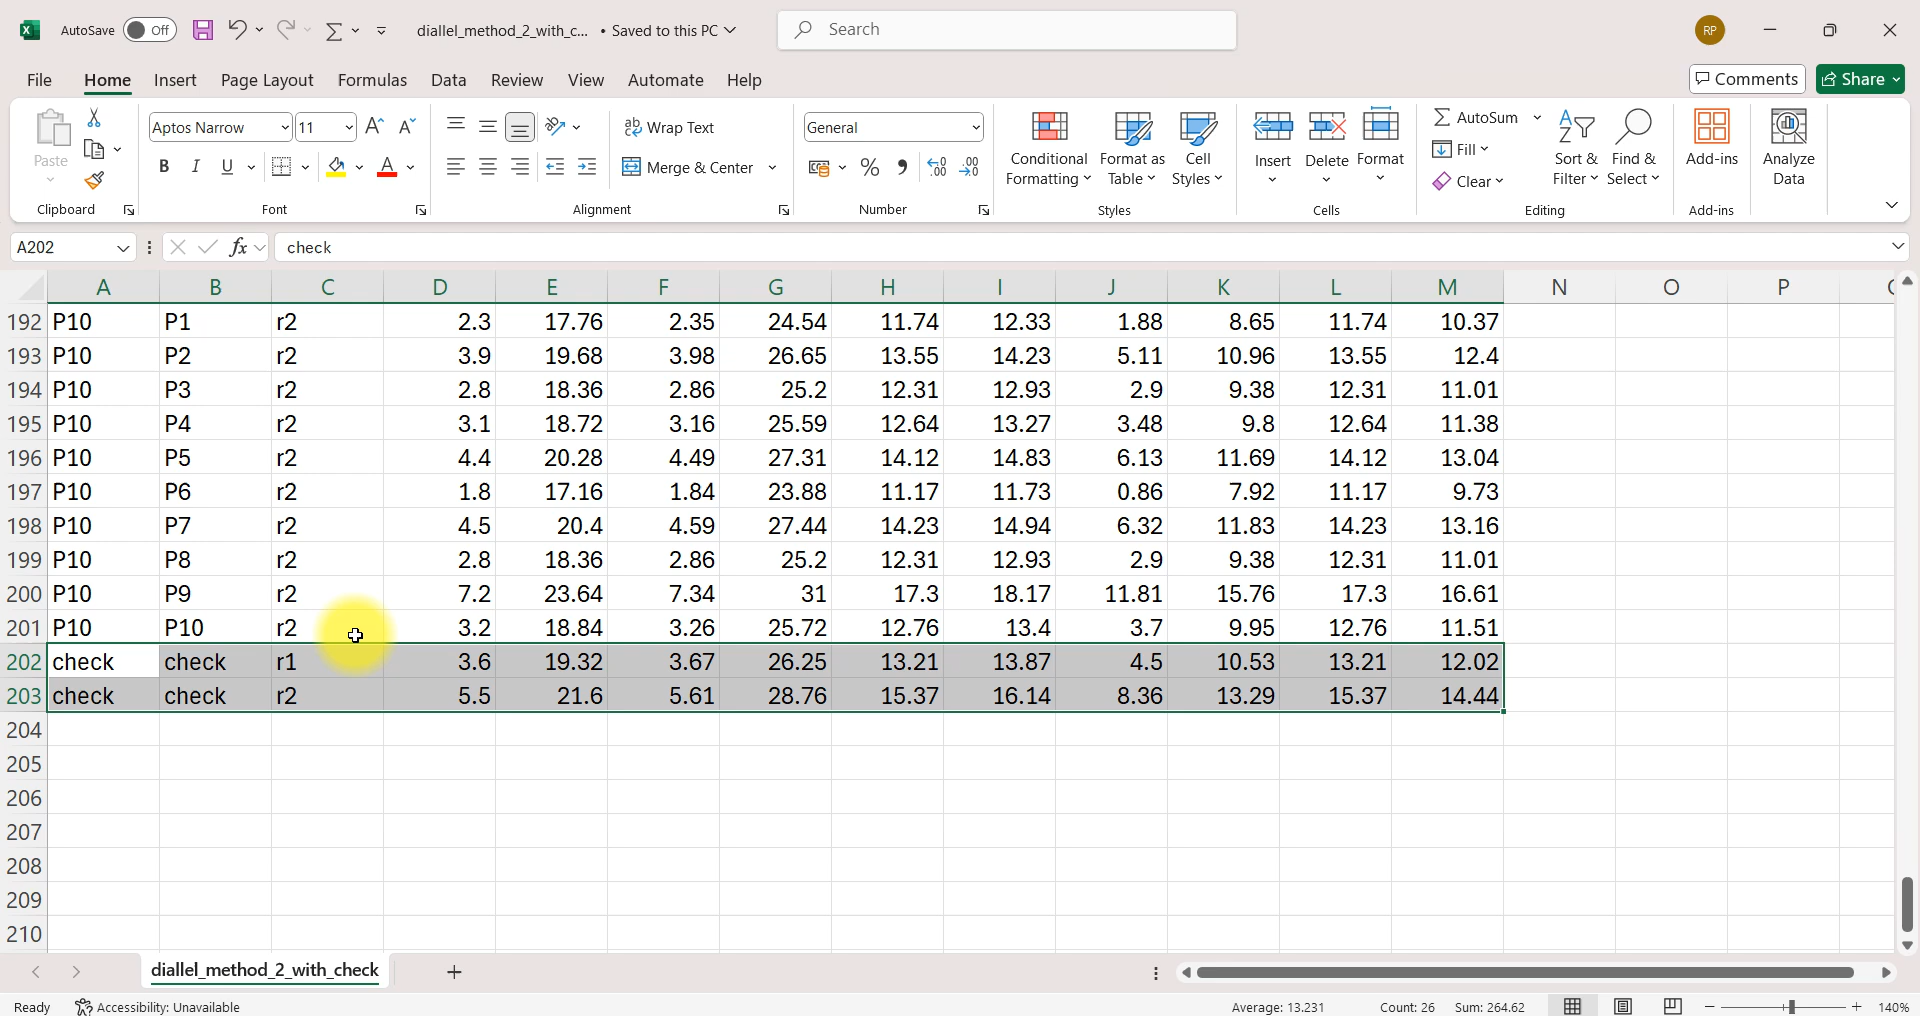 AutoSave Off diallel_method_2_with_c... • Saved to this PC Search RP
File Home Insert Page Layout Formulas Data Review View Automate Help Comments Share
Paste Aptos Narrow 11 Wrap Text General Conditional Formatting Format as Table Cell Styles Insert Delete Format AutoSum Sort & Filter Find & Select Add-ins Analyze Data
B I U A Merge & Center % Fill
Clear
Clipboard Font Alignment Number Styles Cells Editing Add-ins
A202 fx check
A B C D E F G H I J K L M N O P
192 P10 P1 r2 2.3 17.76 2.35 24.54 11.74 12.33 1.88 8.65 11.74 10.37
193 P10 P2 r2 3.9 19.68 3.98 26.65 13.55 14.23 5.11 10.96 13.55 12.4
194 P10 P3 r2 2.8 18.36 2.86 25.2 12.31 12.93 2.9 9.38 12.31 11.01
195 P10 P4 r2 3.1 18.72 3.16 25.59 12.64 13.27 3.48 9.8 12.64 11.38
196 P10 P5 r2 4.4 20.28 4.49 27.31 14.12 14.83 6.13 11.69 14.12 13.04
197 P10 P6 r2 1.8 17.16 1.84 23.88 11.17 11.73 0.86 7.92 11.17 9.73
198 P10 P7 r2 4.5 20.4 4.59 27.44 14.23 14.94 6.32 11.83 14.23 13.16
199 P10 P8 r2 2.8 18.36 2.86 25.2 12.31 12.93 2.9 9.38 12.31 11.01
200 P10 P9 r2 7.2 23.64 7.34 31 17.3 18.17 11.81 15.76 17.3 16.61
201 P10 P10 r2 3.2 18.84 3.26 25.72 12.76 13.4 3.7 9.95 12.76 11.51
202 check check r1 3.6 19.32 3.67 26.25 13.21 13.87 4.5 10.53 13.21 12.02
203 check check r2 5.5 21.6 5.61 28.76 15.37 16.14 8.36 13.29 15.37 14.44
204
205
206
207
208
209
210
diallel_method_2_with_check
Ready Accessibility: Unavailable Average: 13.231 Count: 26 Sum: 264.62 140%